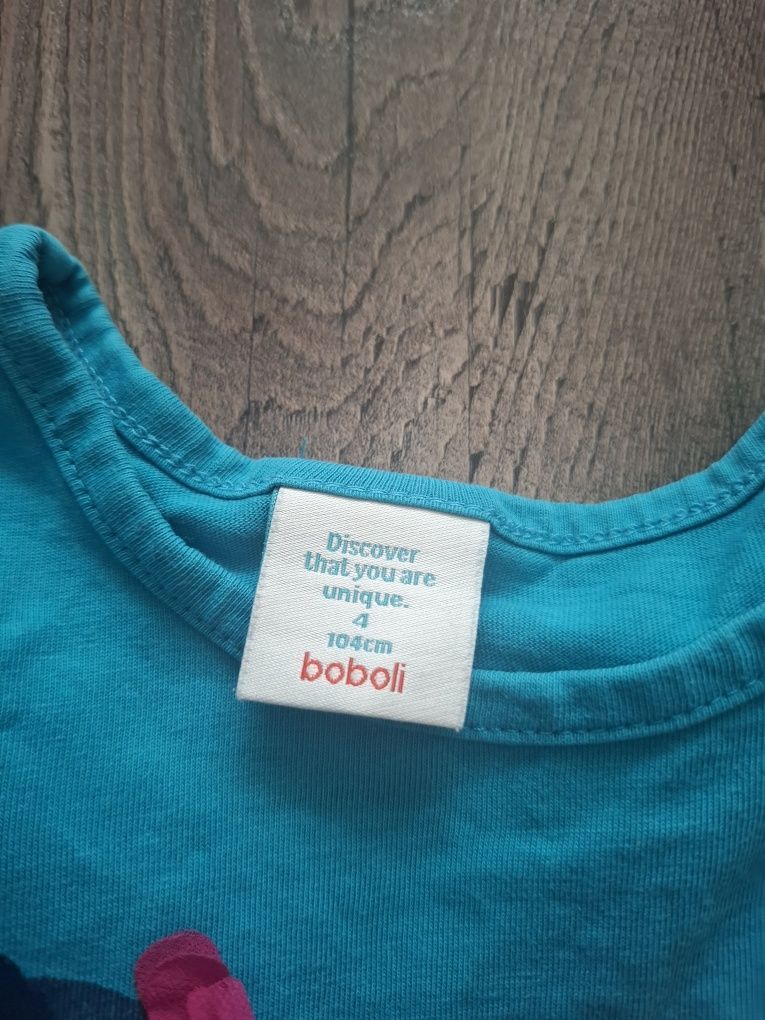 Discover
that you are
unique.
4
104cm
boboli